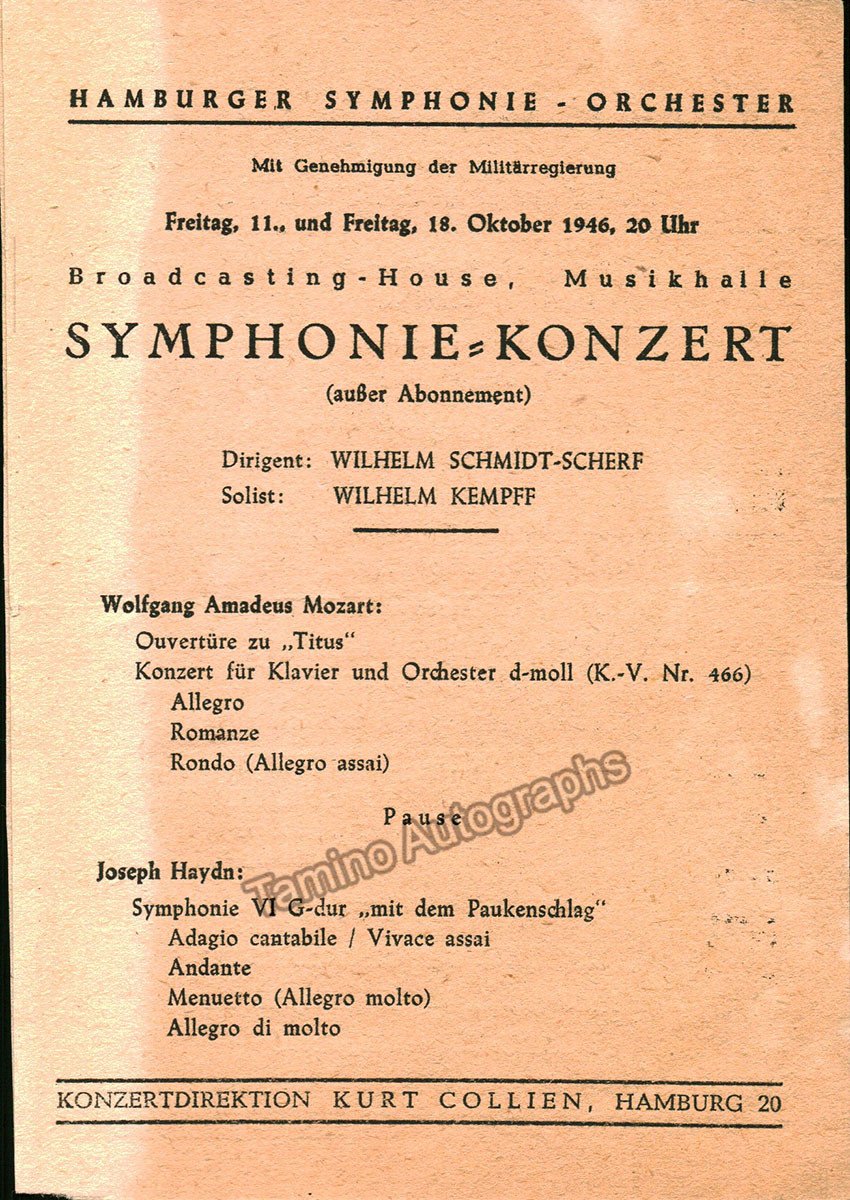 HAMBURGER SYMPHONIE - ORCHESTER
Mit Genehmigung der Militärregierung
Freitag, 11., und Freitag, 18. Oktober 1946, 20 Uhr
Broadcasting-House, Musikhalle
SYMPHONIE-KONZERT
(außer Abonnement)
Dirigent: WILHELM SCHMIDT-SCHERF
Solist: WILHELM KEMPFF
Wolfgang Amadeus Mozart:
Ouvertüre zu „Titus“
Konzert für Klavier und Orchester d-moll (K.-V. Nr. 466)
Allegro
Romanze
Rondo (Allegro assai)
Pause
Tamino Autographs
Joseph Haydn:
Symphonie VI G-dur „mit dem Paukenschlag“
Adagio cantabile / Vivace assai
Andante
Menuetto (Allegro molto)
Allegro di molto
KONZERTDIREKTION KURT COLLIEN, HAMBURG 20